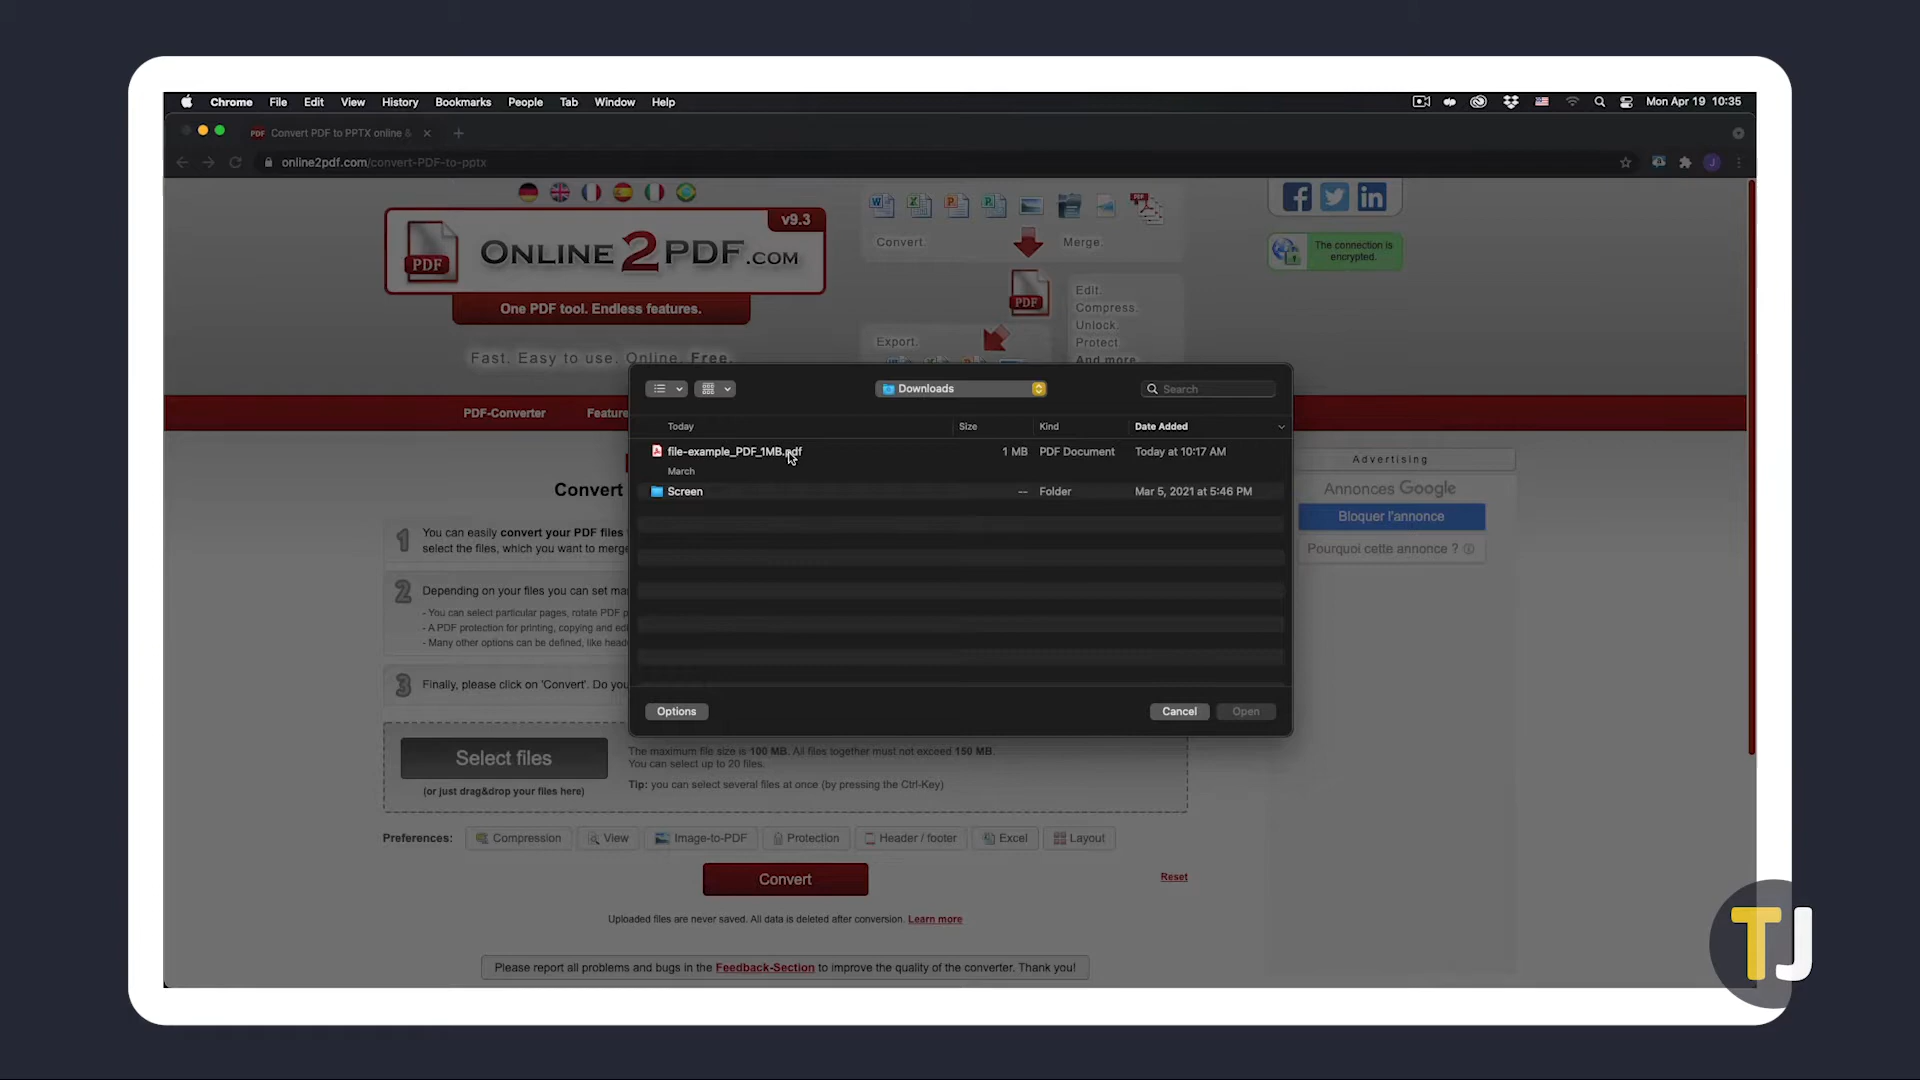 Chrome File Edit View History Bookmarks People Tab Window Help
Mon Apr 19 10:35
PDF Convert PDF to PPTX online &
online2pdf.com/convert-PDF-to-pptx
v9.3
PDF
ONLINE2PDF.COM
One PDF tool. Endless features.
Fast. Easy to use. Online. Free.
Convert.
Merge.
PDF
Edit.
Compress.
Unlock.
Protect.
And more
Export.
The connection is
encrypted.
PDF-Converter
Feature
Downloads
Search
Today Size Kind Date Added
file-example_PDF_1MB.pdf 1 MB PDF Document Today at 10:17 AM
March
Screen -- Folder Mar 5, 2021 at 5:46 PM
Options
Cancel
Open
Convert
1 You can easily convert your PDF files
select the files, which you want to merge
2 Depending on your files you can set ma
- You can select particular pages, rotate PDF p
- A PDF protection for printing, copying and edi
- Many other options can be defined, like head
3 Finally, please click on 'Convert'. Do you
Advertising
Annonces Google
Bloquer l'annonce
Pourquoi cette annonce ?
Select files
(or just drag&drop your files here)
The maximum file size is 100 MB. All files together must not exceed 150 MB.
You can select up to 20 files.
Tip: you can select several files at once (by pressing the Ctrl-Key)
Preferences: Compression View Image-to-PDF Protection Header / footer Excel Layout
Convert
Reset
Uploaded files are never saved. All data is deleted after conversion. Learn more
Please report all problems and bugs in the Feedback-Section to improve the quality of the converter. Thank you!
TJ